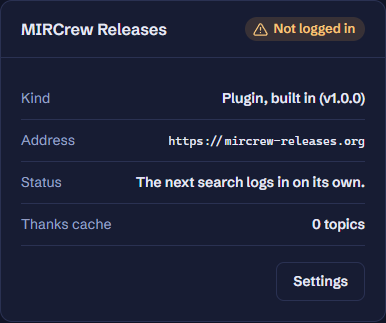 MIRCrew Releases
Not logged in
Kind
Plugin, built in (v1.0.0)
Address
https://mircrew-releases.org
Status
The next search logs in on its own.
Thanks cache
0 topics
Settings